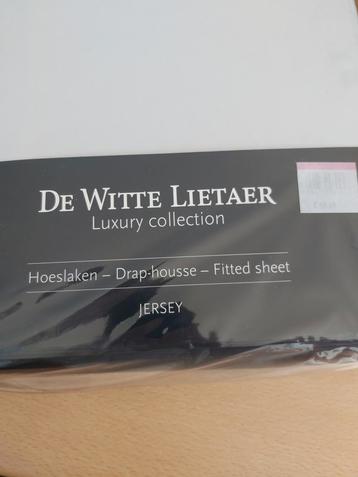 DE WITTE LIETAER
Luxury collection
Hoeslaken – Drap-housse – Fitted sheet
JERSEY